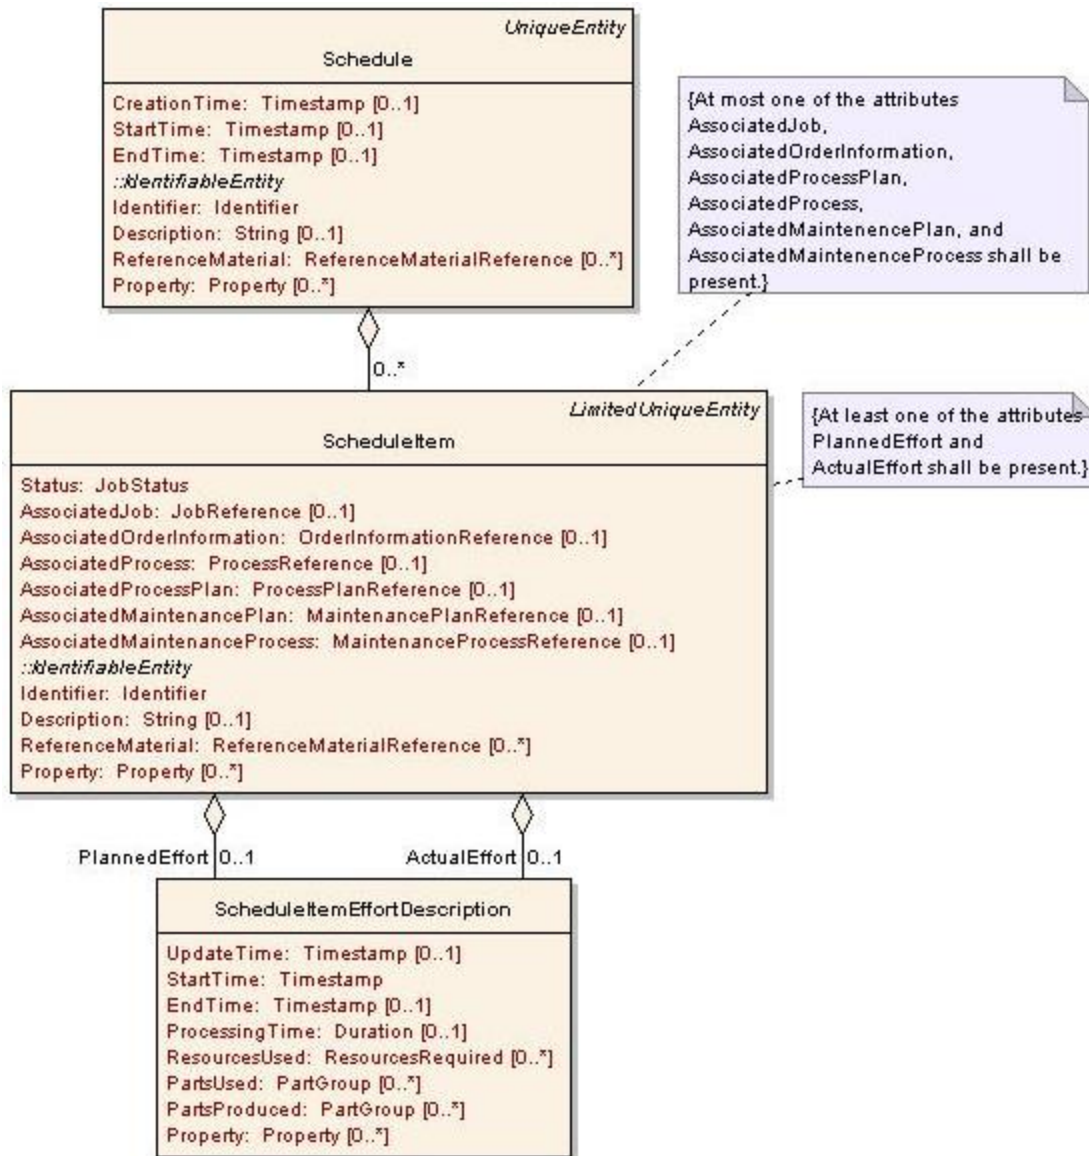 UniqueEntity
Schedule
CreationTime: Timestamp [0..1]
StartTime: Timestamp [0..1]
EndTime: Timestamp [0..1]
::IdentifiableEntity
Identifier: Identifier
Description: String [0..1]
ReferenceMaterial: ReferenceMaterialReference [0..*]
Property: Property [0..*]
{At most one of the attributes
AssociatedJob,
AssociatedOrderInformation,
AssociatedProcessPlan,
AssociatedProcess,
AssociatedMaintenencePlan, and
AssociatedMaintenenceProcess shall be
present.}
0..*
LimitedUniqueEntity
ScheduleItem
Status: JobStatus
AssociatedJob: JobReference [0..1]
AssociatedOrderInformation: OrderInformationReference [0..1]
AssociatedProcess: ProcessReference [0..1]
AssociatedProcessPlan: ProcessPlanReference [0..1]
AssociatedMaintenancePlan: MaintenancePlanReference [0..1]
AssociatedMaintenanceProcess: MaintenanceProcessReference [0..1]
::IdentifiableEntity
Identifier: Identifier
Description: String [0..1]
ReferenceMaterial: ReferenceMaterialReference [0..*]
Property: Property [0..*]
{At least one of the attributes
PlannedEffort and
ActualEffort shall be present.}
PlannedEffort 0..1
ActualEffort 0..1
ScheduleItemEffortDescription
UpdateTime: Timestamp [0..1]
StartTime: Timestamp
EndTime: Timestamp [0..1]
ProcessingTime: Duration [0..1]
ResourcesUsed: ResourcesRequired [0..*]
PartsUsed: PartGroup [0..*]
PartsProduced: PartGroup [0..*]
Property: Property [0..*]